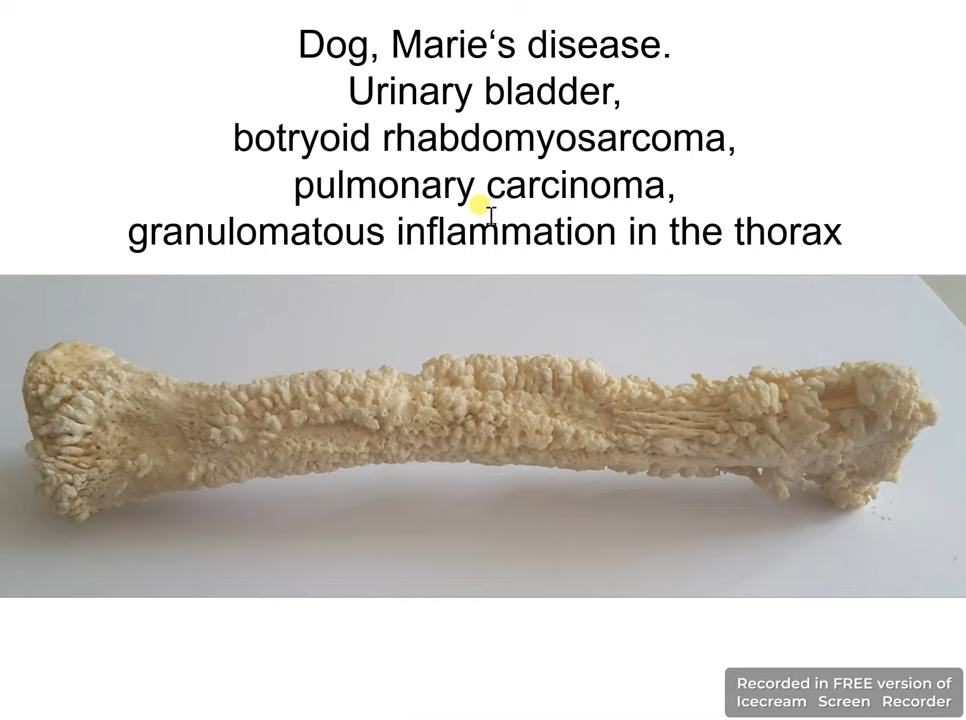 Dog, Marie‘s disease.
Urinary bladder,
botryoid rhabdomyosarcoma,
pulmonary carcinoma,
granulomatous inflammation in the thorax
Recorded in FREE version of
Icecream Screen Recorder